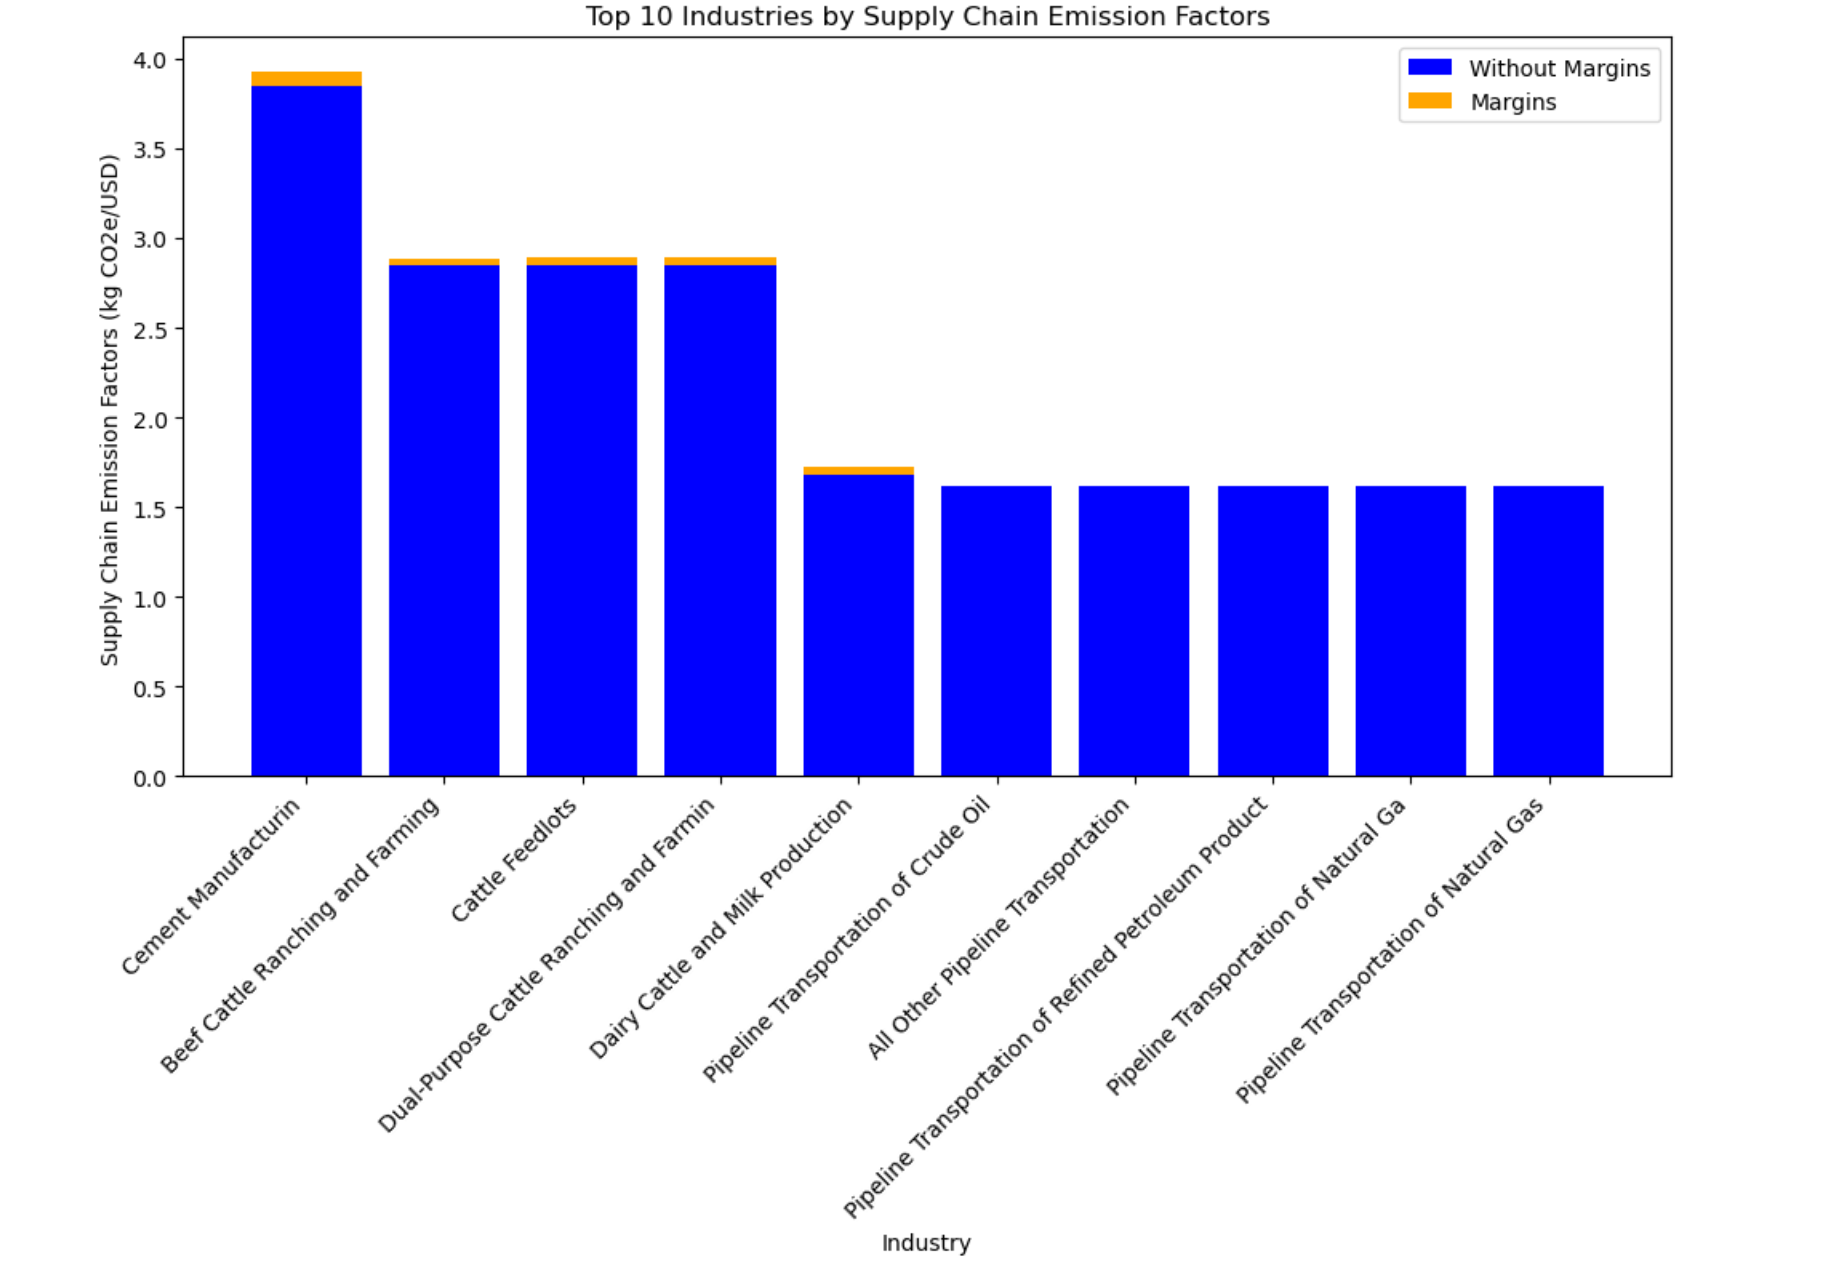 Top 10 Industries by Supply Chain Emission Factors
Without Margins
Margins
Supply Chain Emission Factors (kg CO2e/USD)
4.0
3.5
3.0
2.5
2.0
1.5
1.0
0.5
0.0
Cement Manufacturin
Beef Cattle Ranching and Farming
Cattle Feedlots
Dual-Purpose Cattle Ranching and Farmin
Dairy Cattle and Milk Production
Pipeline Transportation of Crude Oil
All Other Pipeline Transportation
Pipeline Transportation of Refined Petroleum Product
Pipeline Transportation of Natural Ga
Pipeline Transportation of Natural Gas
Industry